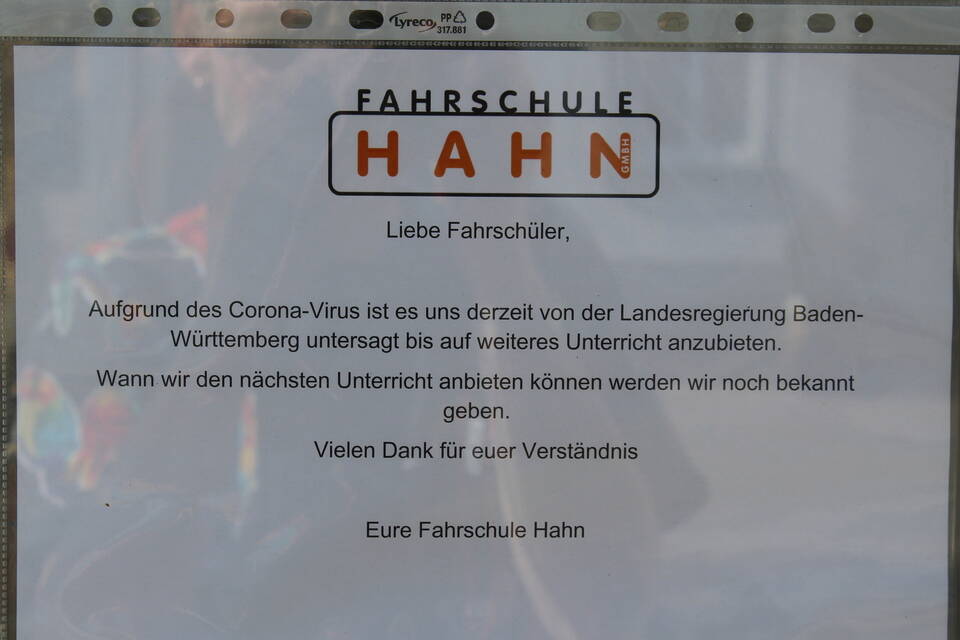 Lyreco PP
317.881
FAHRSCHULE
HAHN GMBH
Liebe Fahrschüler,
Aufgrund des Corona-Virus ist es uns derzeit von der Landesregierung Baden-
Württemberg untersagt bis auf weiteres Unterricht anzubieten.
Wann wir den nächsten Unterricht anbieten können werden wir noch bekannt
geben.
Vielen Dank für euer Verständnis
Eure Fahrschule Hahn